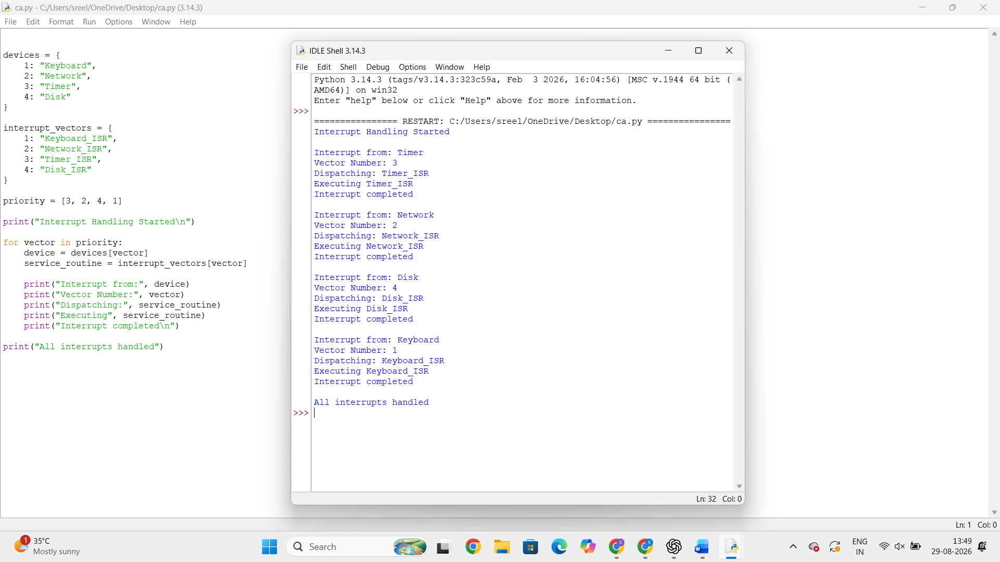 ca.py - C:/Users/sreel/OneDrive/Desktop/ca.py (3.14.3)
File Edit Format Run Options Window Help
devices = {
    1: "Keyboard",
    2: "Network",
    3: "Timer",
    4: "Disk"
}
interrupt_vectors = {
    1: "Keyboard_ISR",
    2: "Network_ISR",
    3: "Timer_ISR",
    4: "Disk_ISR"
}
priority = [3, 2, 4, 1]
print("Interrupt Handling Started\n")
for vector in priority:
    device = devices[vector]
    service_routine = interrupt_vectors[vector]
    print("Interrupt from:", device)
    print("Vector Number:", vector)
    print("Dispatching:", service_routine)
    print("Executing", service_routine)
    print("Interrupt completed\n")
print("All interrupts handled")
IDLE Shell 3.14.3
File Edit Shell Debug Options Window Help
Python 3.14.3 (tags/v3.14.3:323c59a, Feb  3 2026, 16:04:56) [MSC v.1944 64 bit (
AMD64)] on win32
Enter "help" below or click "Help" above for more information.
>>>
================ RESTART: C:/Users/sreel/OneDrive/Desktop/ca.py ================
Interrupt Handling Started
Interrupt from: Timer
Vector Number: 3
Dispatching: Timer_ISR
Executing Timer_ISR
Interrupt completed
Interrupt from: Network
Vector Number: 2
Dispatching: Network_ISR
Executing Network_ISR
Interrupt completed
Interrupt from: Disk
Vector Number: 4
Dispatching: Disk_ISR
Executing Disk_ISR
Interrupt completed
Interrupt from: Keyboard
Vector Number: 1
Dispatching: Keyboard_ISR
Executing Keyboard_ISR
Interrupt completed
All interrupts handled
>>>
Ln: 32 Col: 0
Ln: 1 Col: 0
1
35°C
Mostly sunny
Search
S
S
W
ENG
IN
13:49
29-08-2026